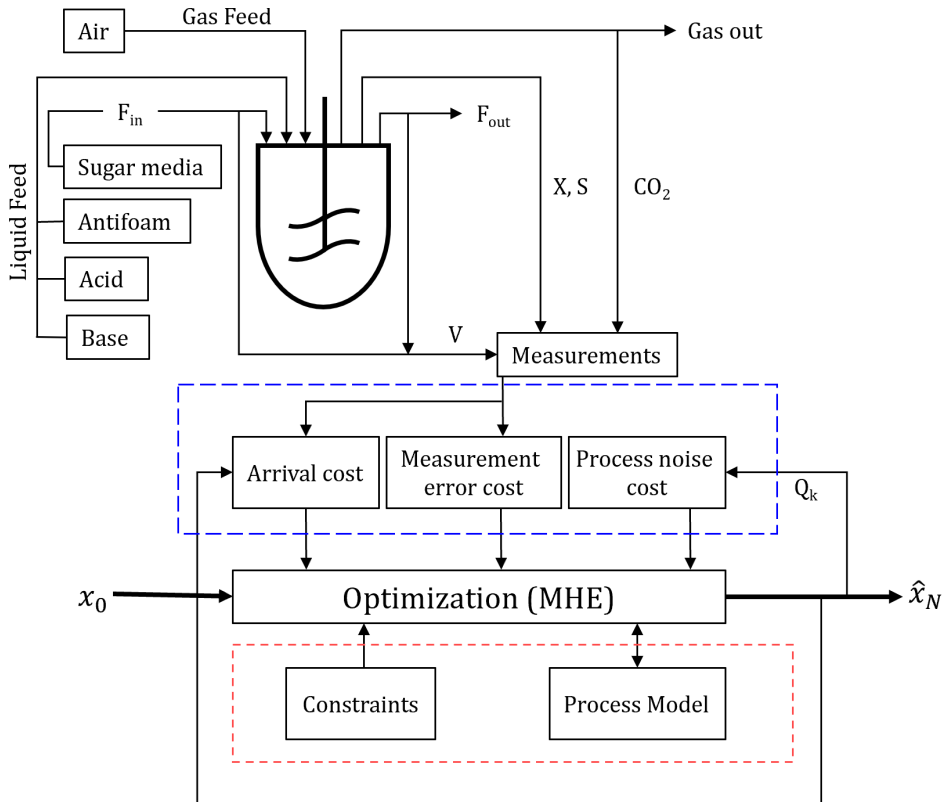 Air
Gas Feed
Gas out
F_in
F_out
Sugar media
Liquid Feed
Antifoam
X, S
CO₂
Acid
Base
V
Measurements
Arrival cost
Measurement
error cost
Process noise
cost
Q_k
x₀
Optimization (MHE)
x̂_N
Constraints
Process Model